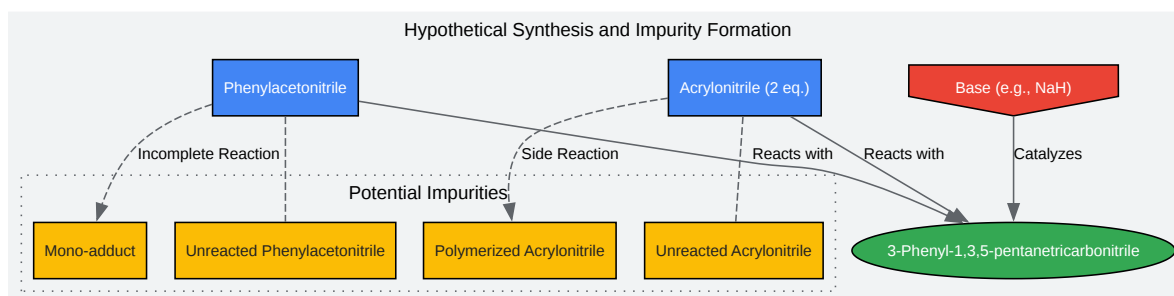 Hypothetical Synthesis and Impurity Formation
Phenylacetonitrile
Acrylonitrile (2 eq.)
Base (e.g., NaH)
Incomplete Reaction
Side Reaction
Reacts with
Reacts with
Catalyzes
Potential Impurities
Mono-adduct
Unreacted Phenylacetonitrile
Polymerized Acrylonitrile
Unreacted Acrylonitrile
3-Phenyl-1,3,5-pentanetricarbonitrile